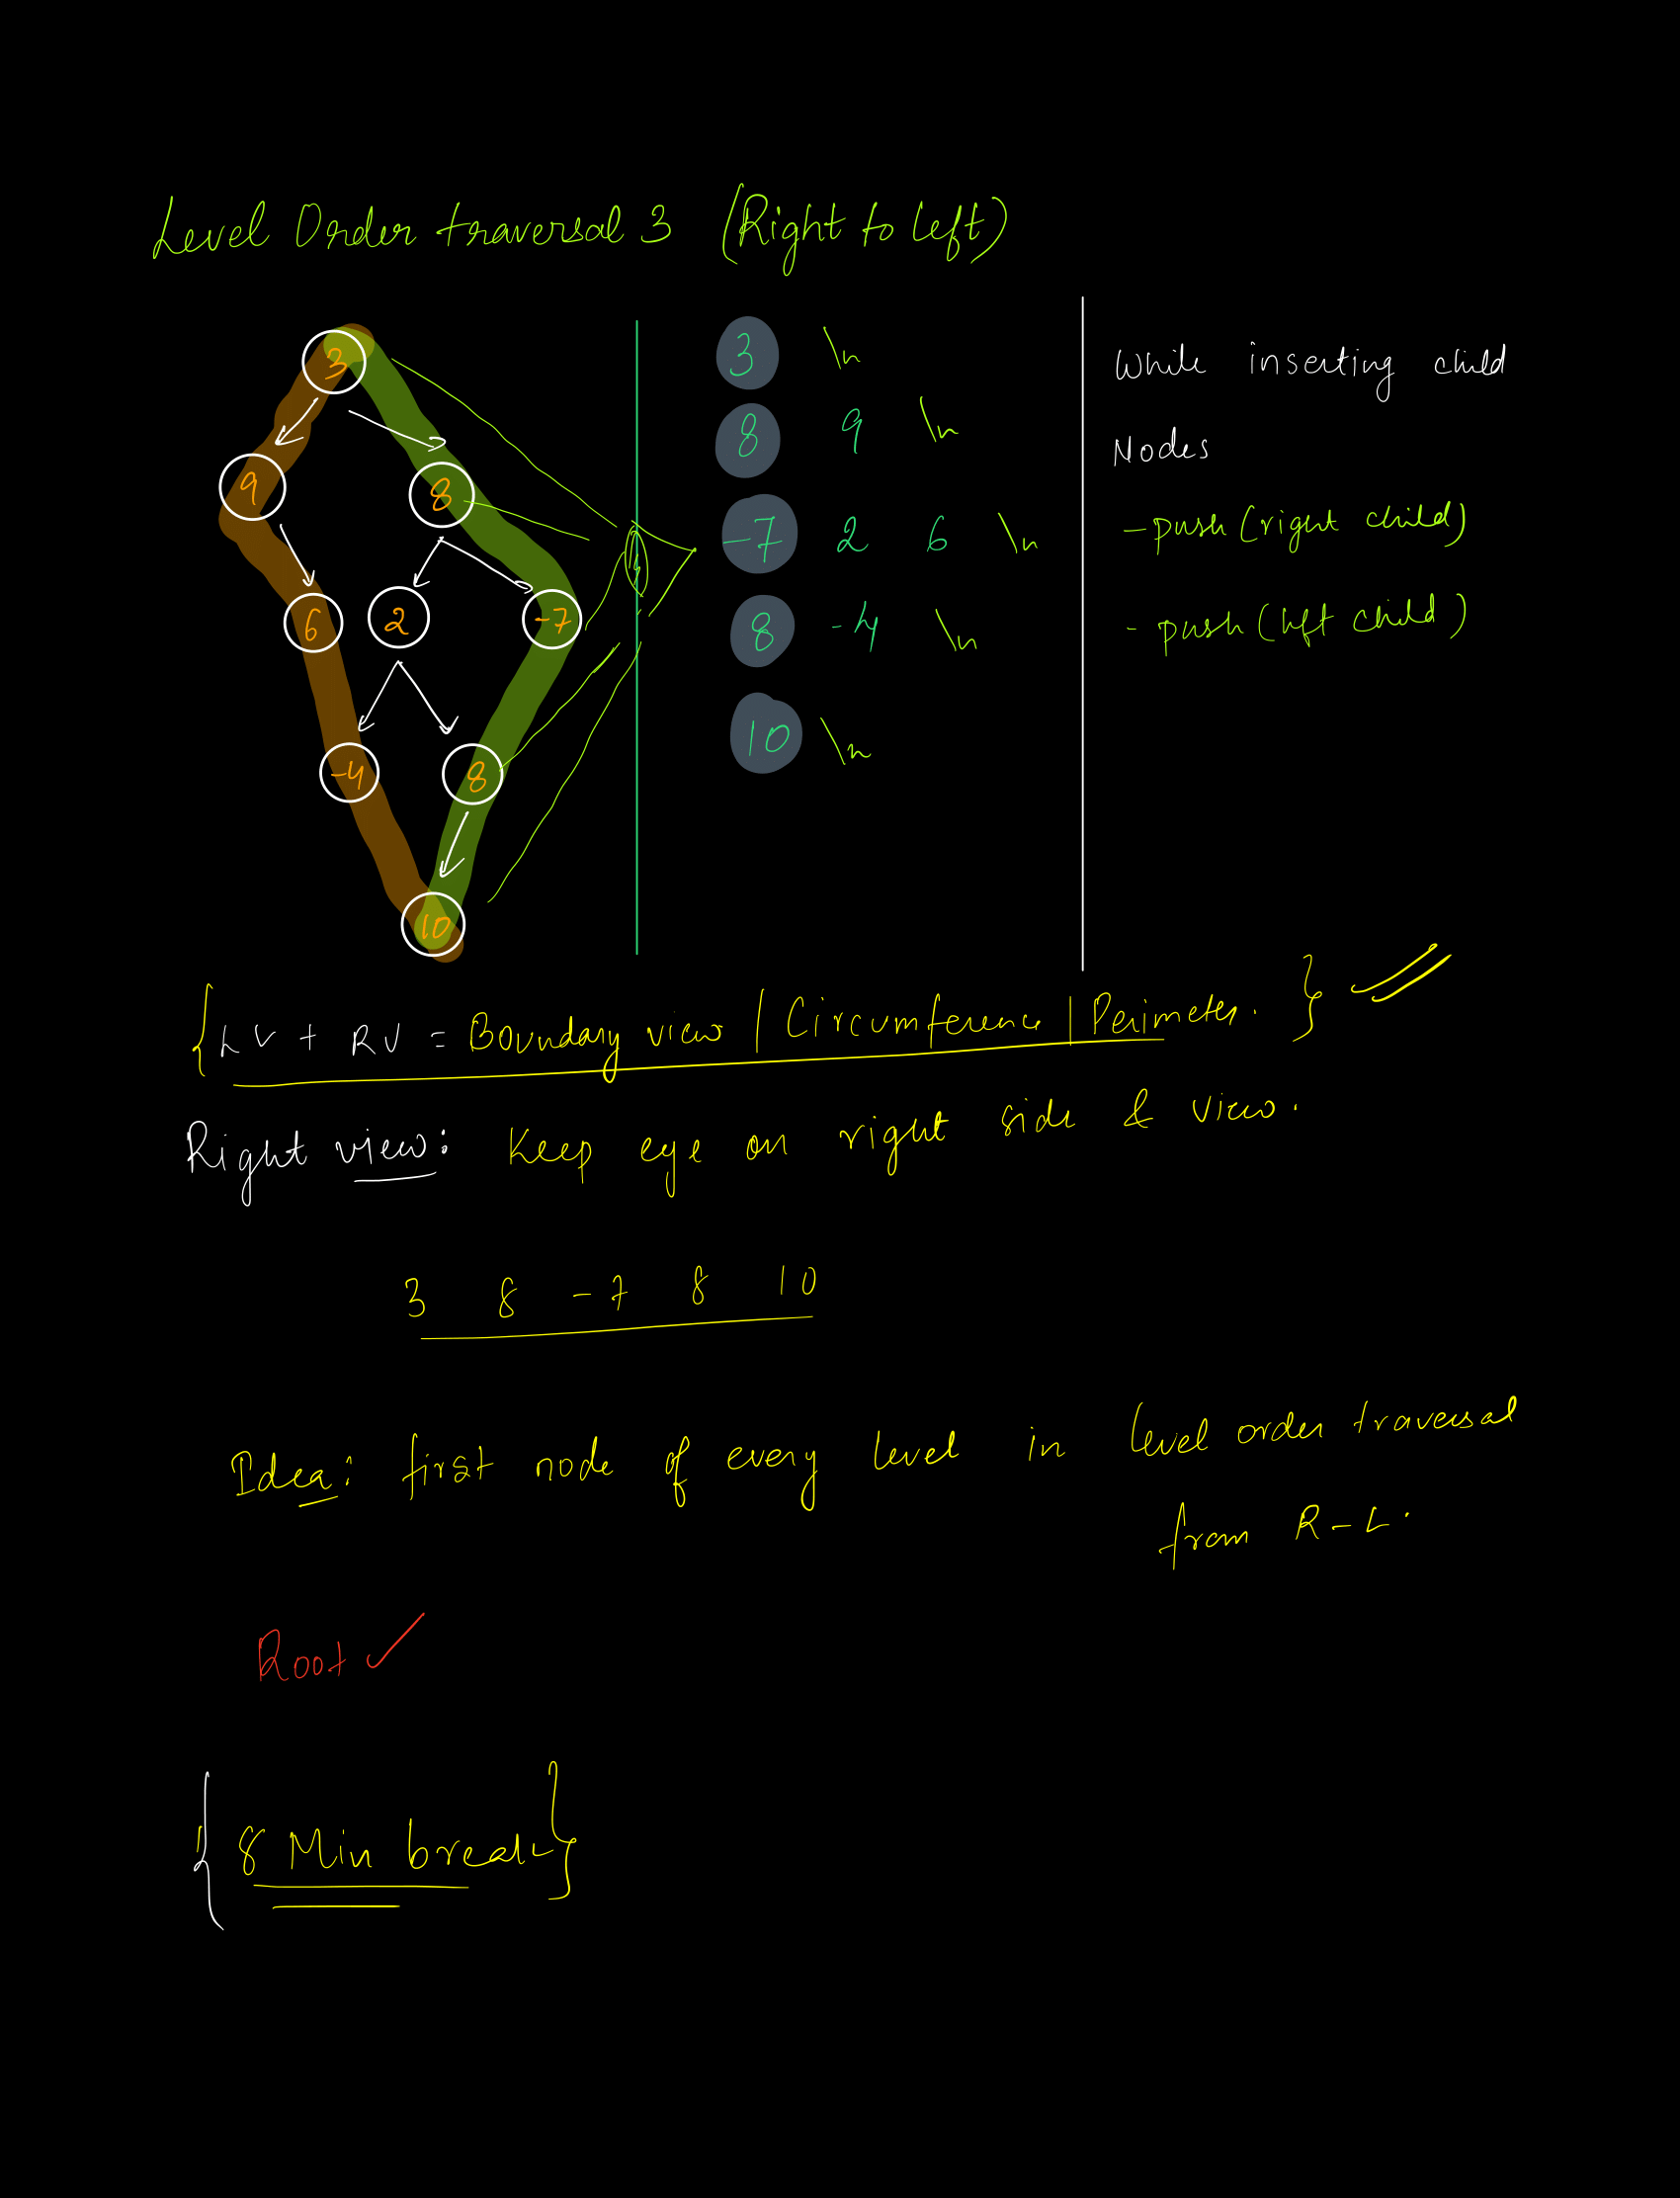 Level Order traversal 3 (Right to left)
3
9 8
6 2 -7
-4 8
10
3 \n
8 9 \n
-7 2 6 \n
8 -4 \n
10 \n
While inserting child
Nodes
- push (right child)
- push (left child)
{ LV + RV = Boundary view | Circumference | Perimeter. }
Right view: Keep eye on right side & view.
3 8 -7 8 10
Idea: first node of every level in level order traversal
from R-L.
Root ✓
{ 8 Min break }